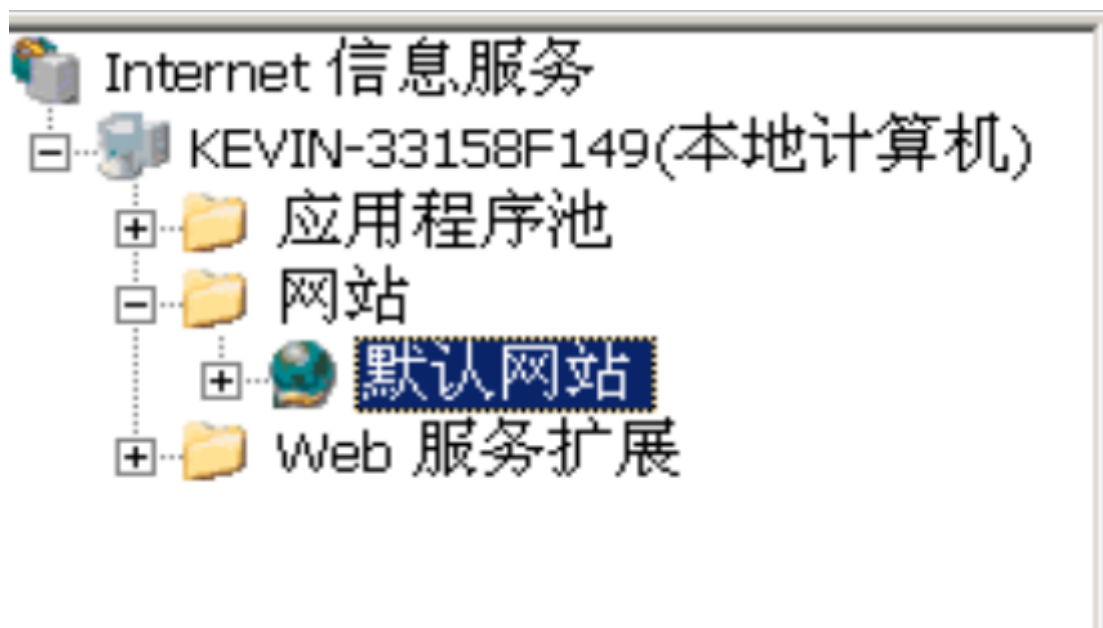 Internet 信息服务
KEVIN-33158F149(本地计算机)
应用程序池
网站
默认网站
Web 服务扩展